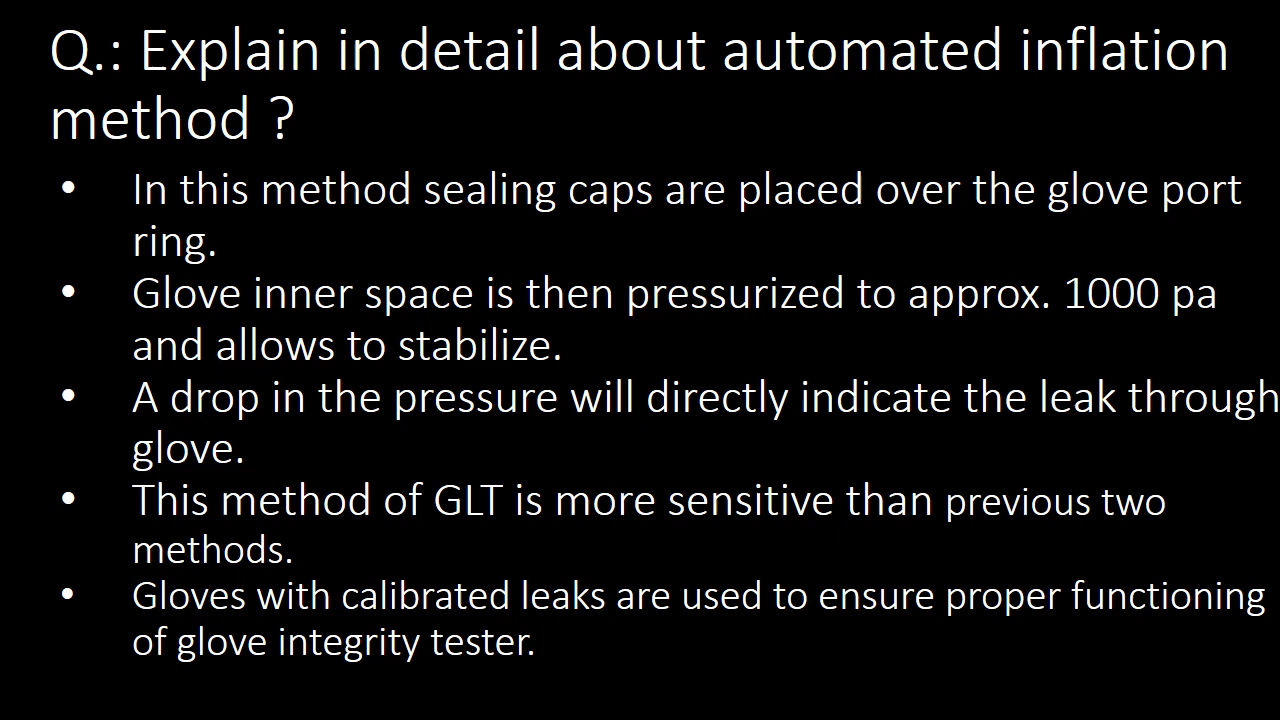 Q.: Explain in detail about automated inflation
method ?
• In this method sealing caps are placed over the glove port
ring.
• Glove inner space is then pressurized to approx. 1000 pa
and allows to stabilize.
• A drop in the pressure will directly indicate the leak through
glove.
• This method of GLT is more sensitive than previous two
methods.
• Gloves with calibrated leaks are used to ensure proper functioning
of glove integrity tester.